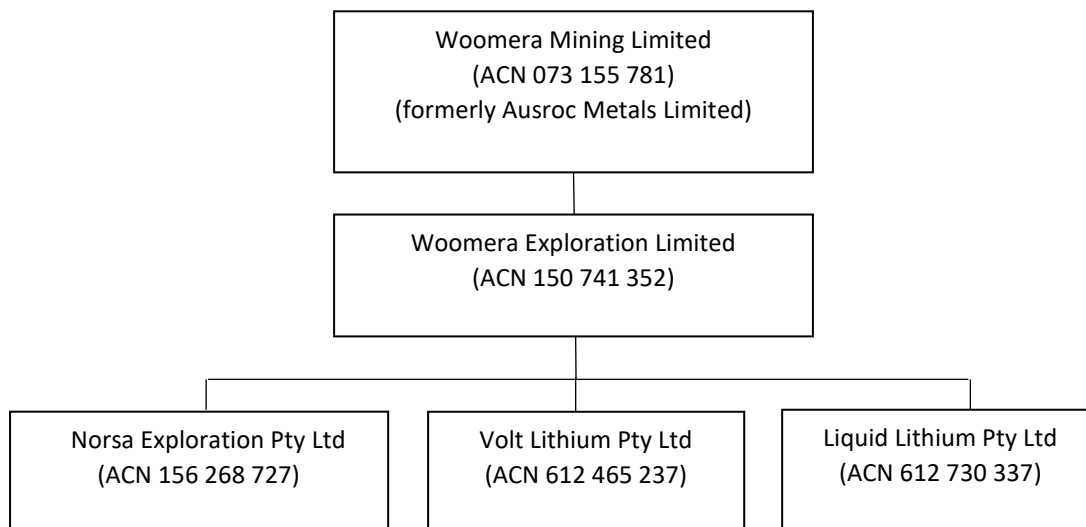 Woomera Mining Limited
(ACN 073 155 781)
(formerly Ausroc Metals Limited)
Woomera Exploration Limited
(ACN 150 741 352)
Norsa Exploration Pty Ltd
(ACN 156 268 727)
Volt Lithium Pty Ltd
(ACN 612 465 237)
Liquid Lithium Pty Ltd
(ACN 612 730 337)